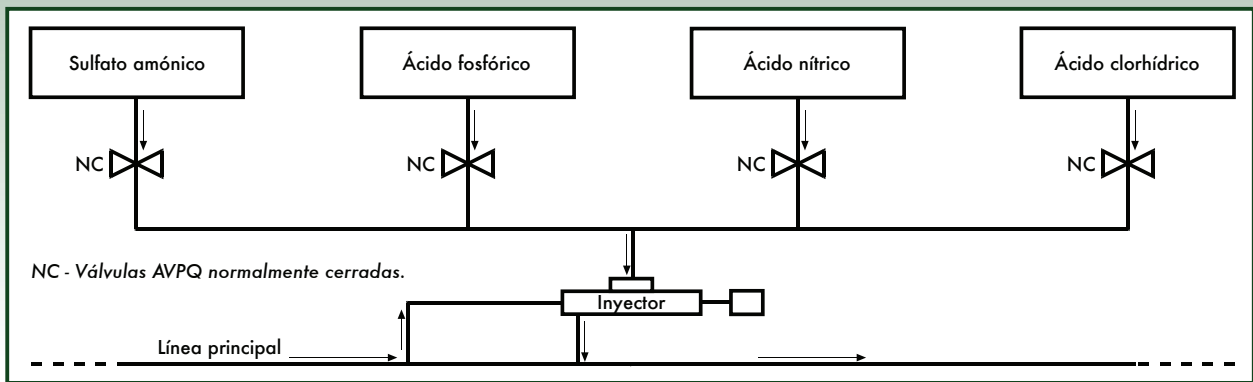 Sulfato amónico
Ácido fosfórico
Ácido nítrico
Ácido clorhídrico
NC
NC
NC
NC
NC - Válvulas AVPQ normalmente cerradas.
Inyector
Línea principal